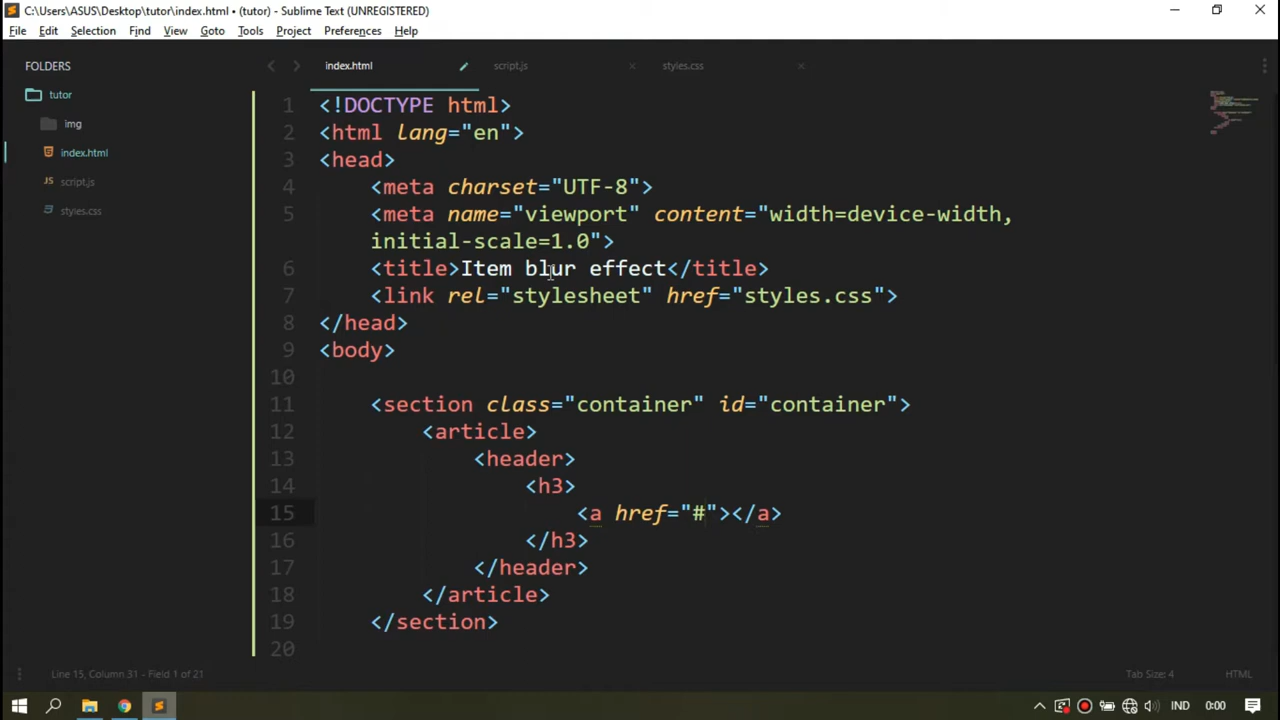 C:\Users\ASUS\Desktop\tutor\index.html • (tutor) - Sublime Text (UNREGISTERED)
File Edit Selection Find View Goto Tools Project Preferences Help
FOLDERS
tutor
img
index.html
script.js
styles.css
index.html script.js styles.css
1 <!DOCTYPE html>
2 <html lang="en">
3 <head>
4 <meta charset="UTF-8">
5 <meta name="viewport" content="width=device-width,
initial-scale=1.0">
6 <title>Item blur effect</title>
7 <link rel="stylesheet" href="styles.css">
8 </head>
9 <body>
10
11 <section class="container" id="container">
12 <article>
13 <header>
14 <h3>
15 <a href="#"></a>
16 </h3>
17 </header>
18 </article>
19 </section>
20
Line 15, Column 31 - Field 1 of 21 Tab Size: 4 HTML
IND 0:00